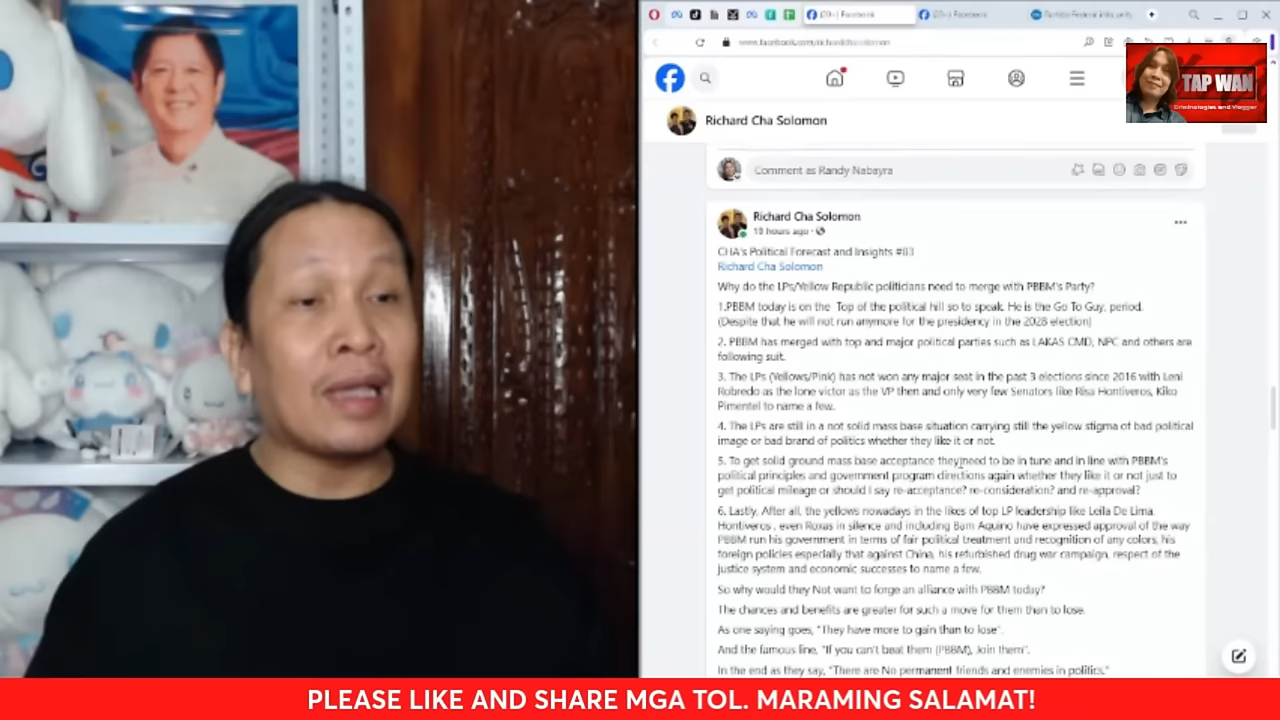 (20+) Facebook
(20+) Facebook
www.facebook.com/richardchasolomon
TAP WAN
Criminologies and Vlogger
Richard Cha Solomon
Comment as Randy Nabayra
Richard Cha Solomon
18 hours ago
CHA's Political Forecast and Insights #03
Richard Cha Solomon
Why do the LPs/Yellow Republic politicians need to merge with PBBM's Party?
1.PBBM today is on the Top of the political hill so to speak. He is the Go To Guy, period.
(Despite that he will not run anymore for the presidency in the 2028 election)
2. PBBM has merged with top and major political parties such as LAKAS CMD, NPC and others are
following suit.
3. The LPs (Yellows/Pink) has not won any major seat in the past 3 elections since 2016 with Leni
Robredo as the lone victor as the VP then and only very few Senators like Risa Hontiveros, Kiko
Pimentel to name a few.
4. The LPs are still in a not solid mass base situation carrying still the yellow stigma of bad political
image or bad brand of politics whether they like it or not.
5. To get solid ground mass base acceptance they need to be in tune and in line with PBBM's
political principles and government program directions again whether they like it or not just to
get political mileage or should I say re-acceptance? re-consideration? and re-approval?
6. Lastly, After all, the yellows nowadays in the likes of top LP leadership like Leila De Lima,
Hontiveros , even Roxas in silence and including Bam Aquino have expressed approval of the way
PBBM run his government in terms of fair political treatment and recognition of any colors, his
foreign policies especially that against China, his refurbished drug war campaign, respect of the
justice system and economic successes to name a few.
So why would they Not want to forge an alliance with PBBM today?
The chances and benefits are greater for such a move for them than to lose.
As one saying goes, "They have more to gain than to lose".
And the famous line, "If you can't beat them (PBBM), Join them".
In the end as they say, "There are No permanent friends and enemies in politics."
PLEASE LIKE AND SHARE MGA TOL. MARAMING SALAMAT!